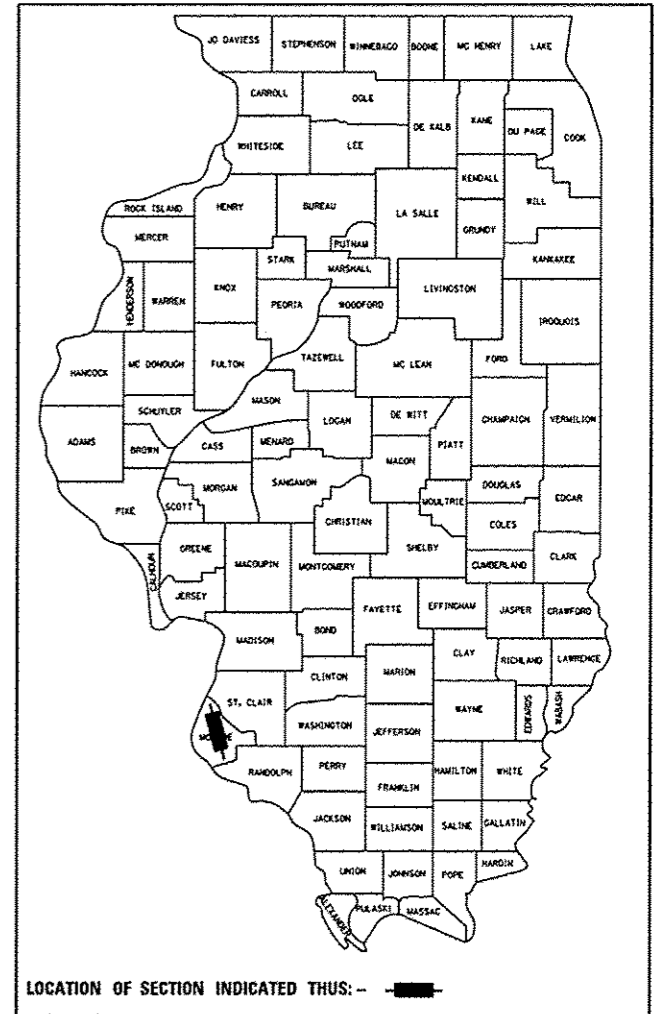 JO DAVIESS STEPHENSON WINNEBAGO BOONE MC HENRY LAKE
CARROLL OGLE DE KALB KANE DU PAGE COOK
WHITESIDE LEE KENDALL WILL
ROCK ISLAND HENRY BUREAU LA SALLE GRUNDY
MERCER PUTNAM KANKAKEE
STARK MARSHALL
HENDERSON WARREN KNOX PEORIA WOODFORD LIVINGSTON IROQUOIS
HANCOCK MC DONOUGH FULTON TAZEWELL MC LEAN FORD
SCHUYLER MASON LOGAN DE WITT CHAMPAIGN VERMILION
ADAMS BROWN CASS MENARD MACON PIATT
PIKE SCOTT MORGAN SANGAMON CHRISTIAN MOULTRIE DOUGLAS EDGAR
COLES
CALHOUN GREENE MACOUPIN MONTGOMERY SHELBY CUMBERLAND CLARK
JERSEY FAYETTE EFFINGHAM JASPER CRAWFORD
MADISON BOND CLAY RICHLAND LAWRENCE
CLINTON MARION
ST. CLAIR WASHINGTON JEFFERSON WAYNE EDWARDS WABASH
RANDOLPH PERRY FRANKLIN HAMILTON WHITE
JACKSON WILLIAMSON SALINE GALLATIN
UNION JOHNSON POPE HARDIN
ALEXANDER PULASKI MASSAC
LOCATION OF SECTION INDICATED THUS: -